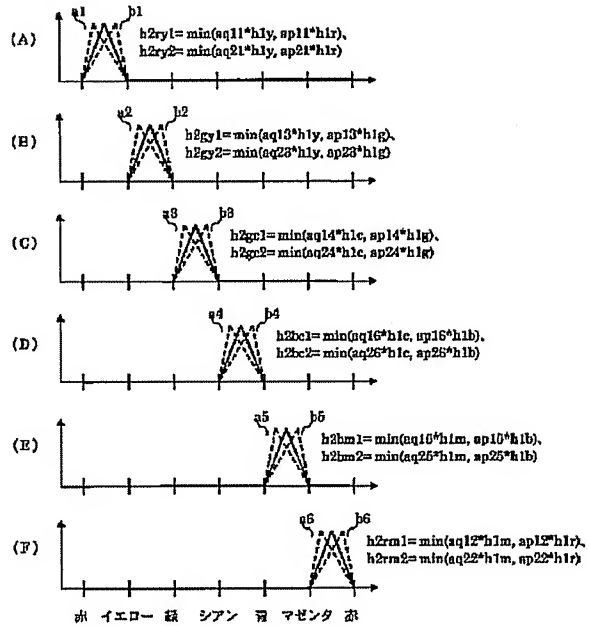 a1 b1
(A) h2ry1=min(aq11*h1y, ap11*h1r)、
h2ry2=min(aq21*h1y, ap21*h1r)
a2 b2
(B) h2gy1=min(aq13*h1y, ap13*h1g)、
h2gy2=min(aq23*h1y, ap23*h1g)
a3 b3
(C) h2gc1=min(aq14*h1c, ap14*h1g)、
h2gc2=min(aq24*h1c, ap24*h1g)
a4 b4
(D) h2bc1=min(aq16*h1c, ap16*h1b)、
h2bc2=min(aq26*h1c, ap26*h1b)
a5 b5
(E) h2bm1=min(aq15*h1m, ap15*h1b)、
h2bm2=min(aq25*h1m, ap25*h1b)
a6 b6
(F) h2rm1=min(aq12*h1m, ap12*h1r)、
h2rm2=min(aq22*h1m, ap22*h1r)
赤 イエロー 緑 シアン 青 マゼンタ 赤